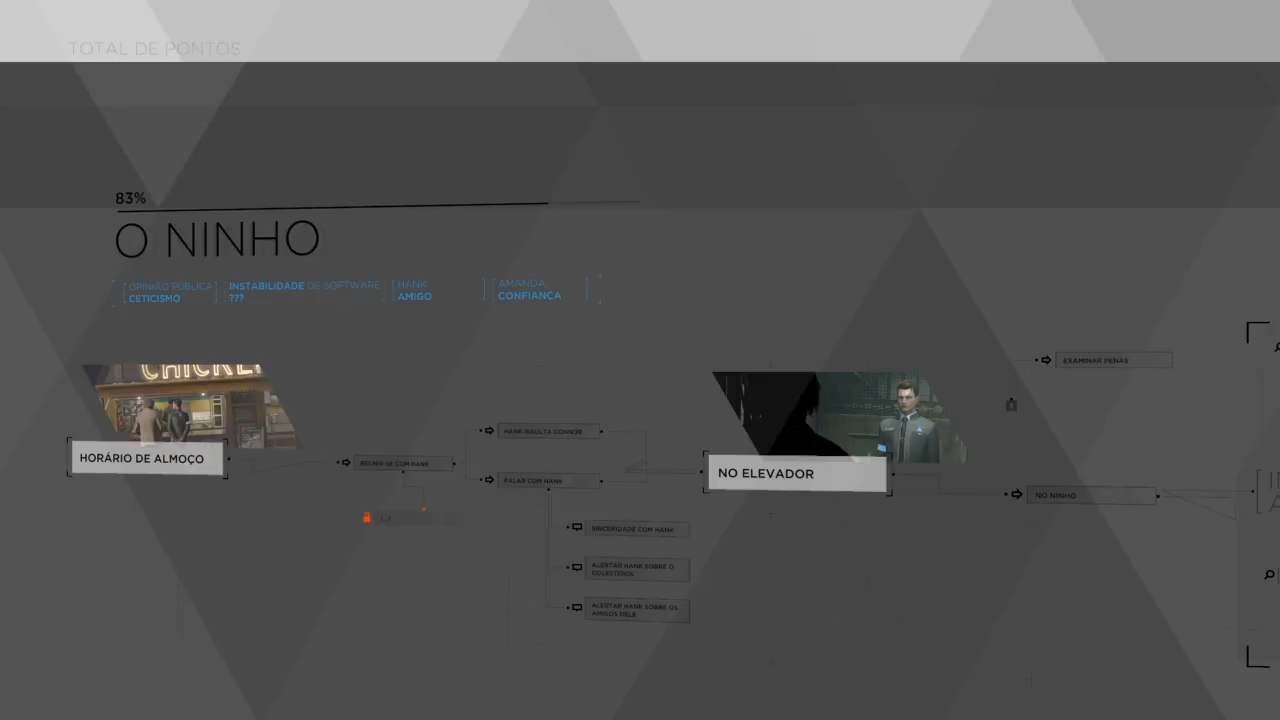 TOTAL DE PONTOS
83%
O NINHO
OPINIÃO PÚBLICA
CETICISMO
INSTABILIDADE DE SOFTWARE
???
HANK
AMIGO
AMANDA
CONFIANÇA
CHICKE
HORÁRIO DE ALMOÇO
REUNIR-SE COM HANK
HANK INSULTA CONNOR
FALAR COM HANK
SINCERIDADE COM HANK
ALERTAR HANK SOBRE O
COLESTEROL
ALERTAR HANK SOBRE OS
AMIGOS DELE
NO ELEVADOR
EXAMINAR PENAS
NO NINHO